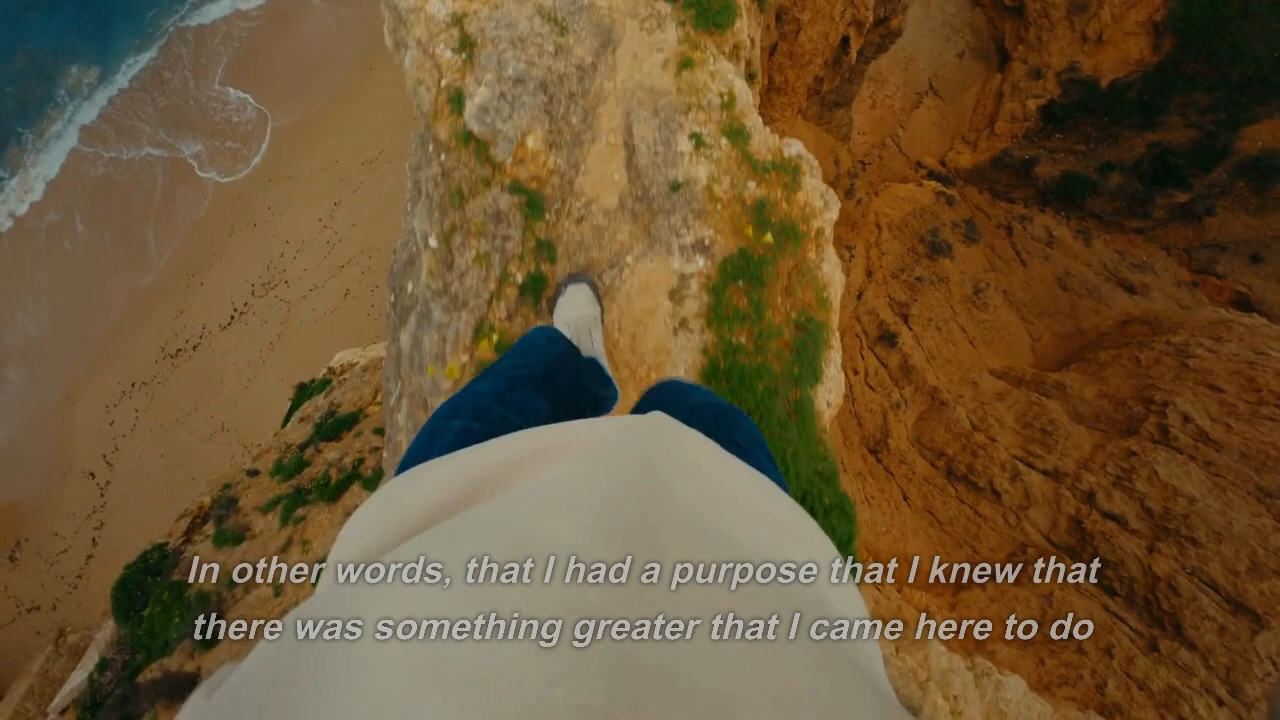 In other words, that I had a purpose that I knew that
there was something greater that I came here to do